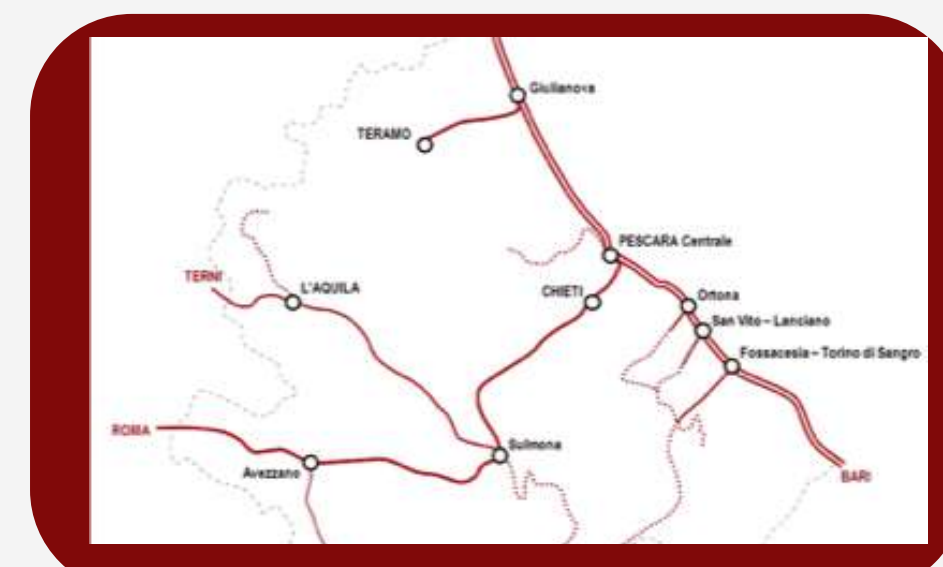 Giulianova
TERAMO
PESCARA Centrale
TERNI
L'AQUILA
CHIETI
Ortona
San Vito – Lanciano
Fossacesia – Torino di Sangro
ROMA
Sulmona
Avezzano
BARI